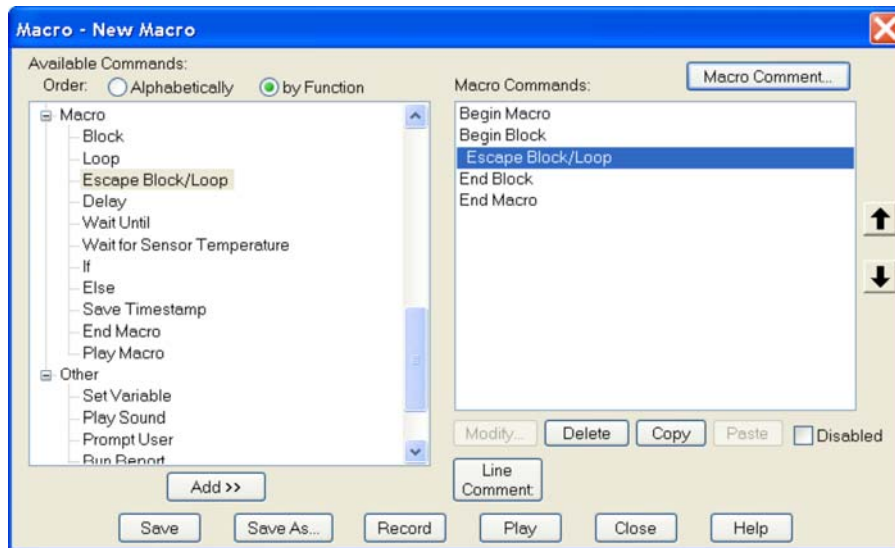 Macro - New Macro
Available Commands:
Order: Alphabetically by Function
Macro
Block
Loop
Escape Block/Loop
Delay
Wait Until
Wait for Sensor Temperature
If
Else
Save Timestamp
End Macro
Play Macro
Other
Set Variable
Play Sound
Prompt User
Run Report
Add >>
Macro Comment...
Macro Commands:
Begin Macro
Begin Block
Escape Block/Loop
End Block
End Macro
Modify... Delete Copy Paste Disabled
Line
Comment:
Save Save As... Record Play Close Help